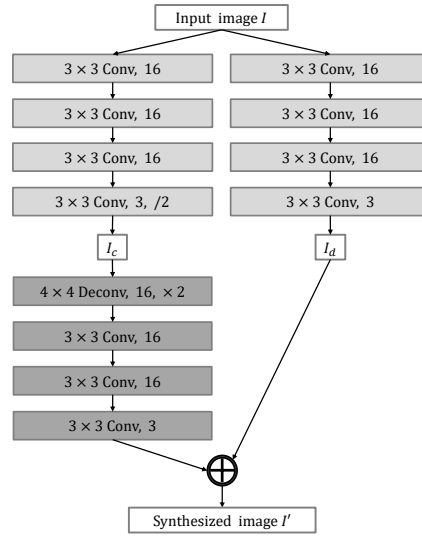 Input image I
3 × 3 Conv, 16
3 × 3 Conv, 16
3 × 3 Conv, 16
3 × 3 Conv, 3, /2
I_c
4 × 4 Deconv, 16, × 2
3 × 3 Conv, 16
3 × 3 Conv, 16
3 × 3 Conv, 3
3 × 3 Conv, 16
3 × 3 Conv, 16
3 × 3 Conv, 16
3 × 3 Conv, 3
I_d
Synthesized image I'